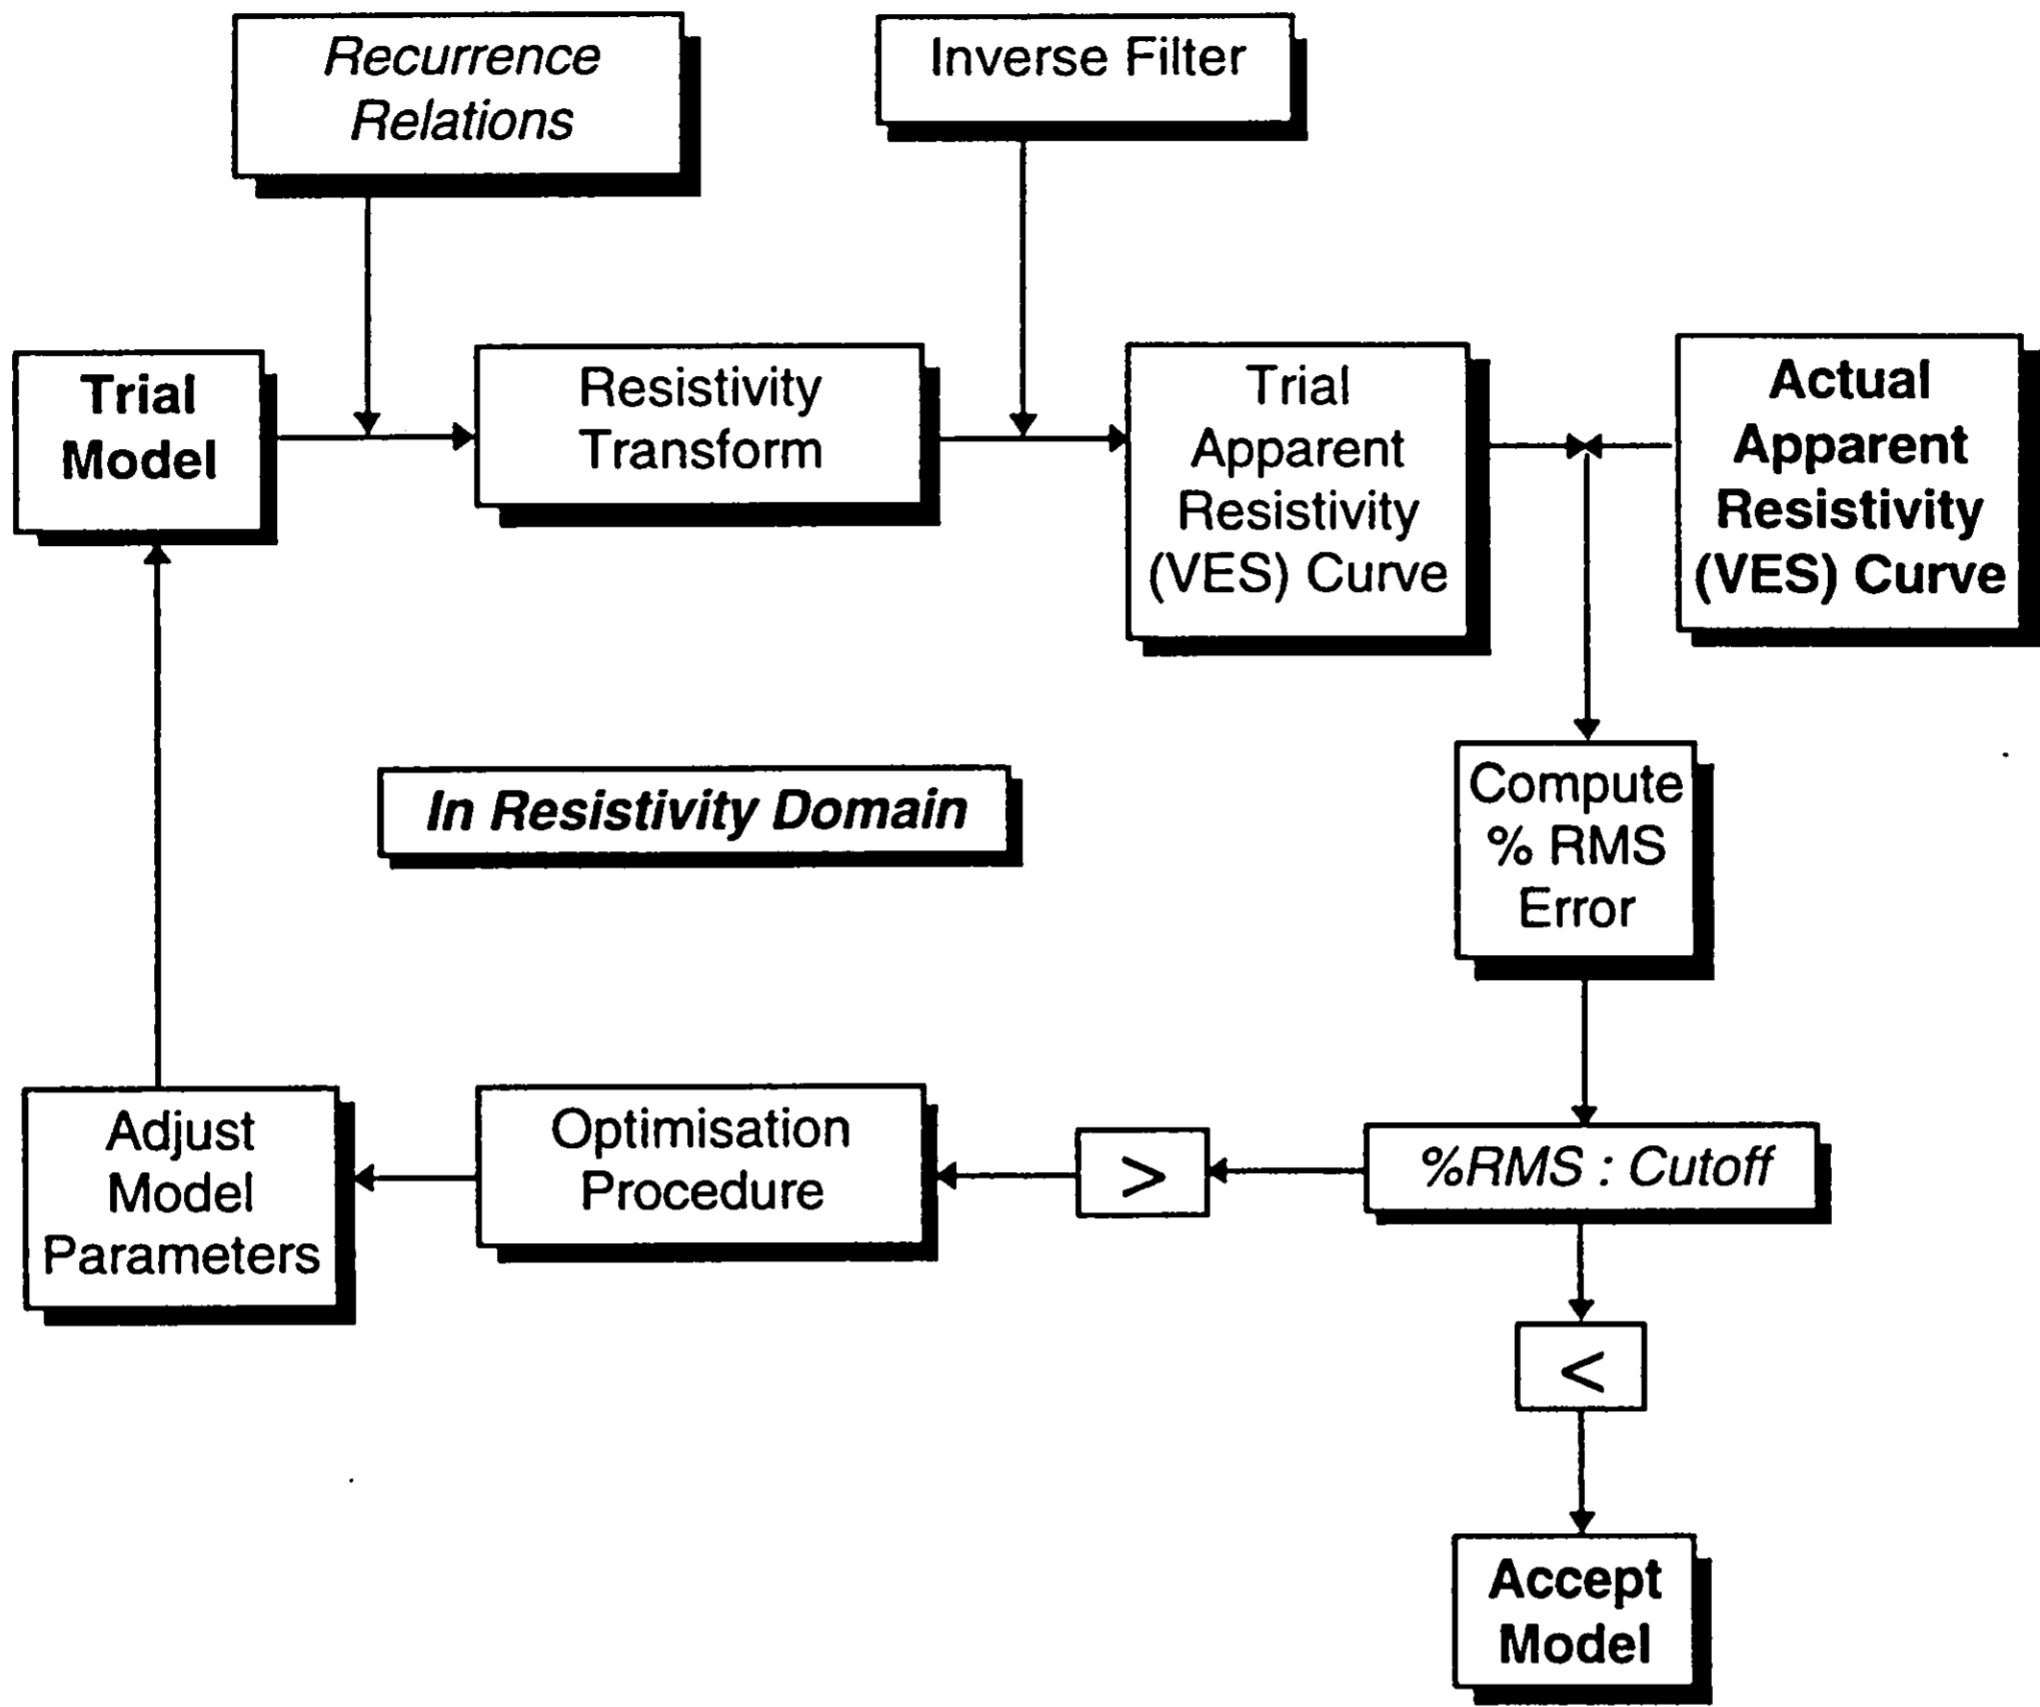 Recurrence
Relations
Inverse Filter
Trial
Model
Resistivity
Transform
Trial
Apparent
Resistivity
(VES) Curve
Actual
Apparent
Resistivity
(VES) Curve
In Resistivity Domain
Compute
% RMS
Error
Adjust
Model
Parameters
Optimisation
Procedure
>
%RMS : Cutoff
<
Accept
Model